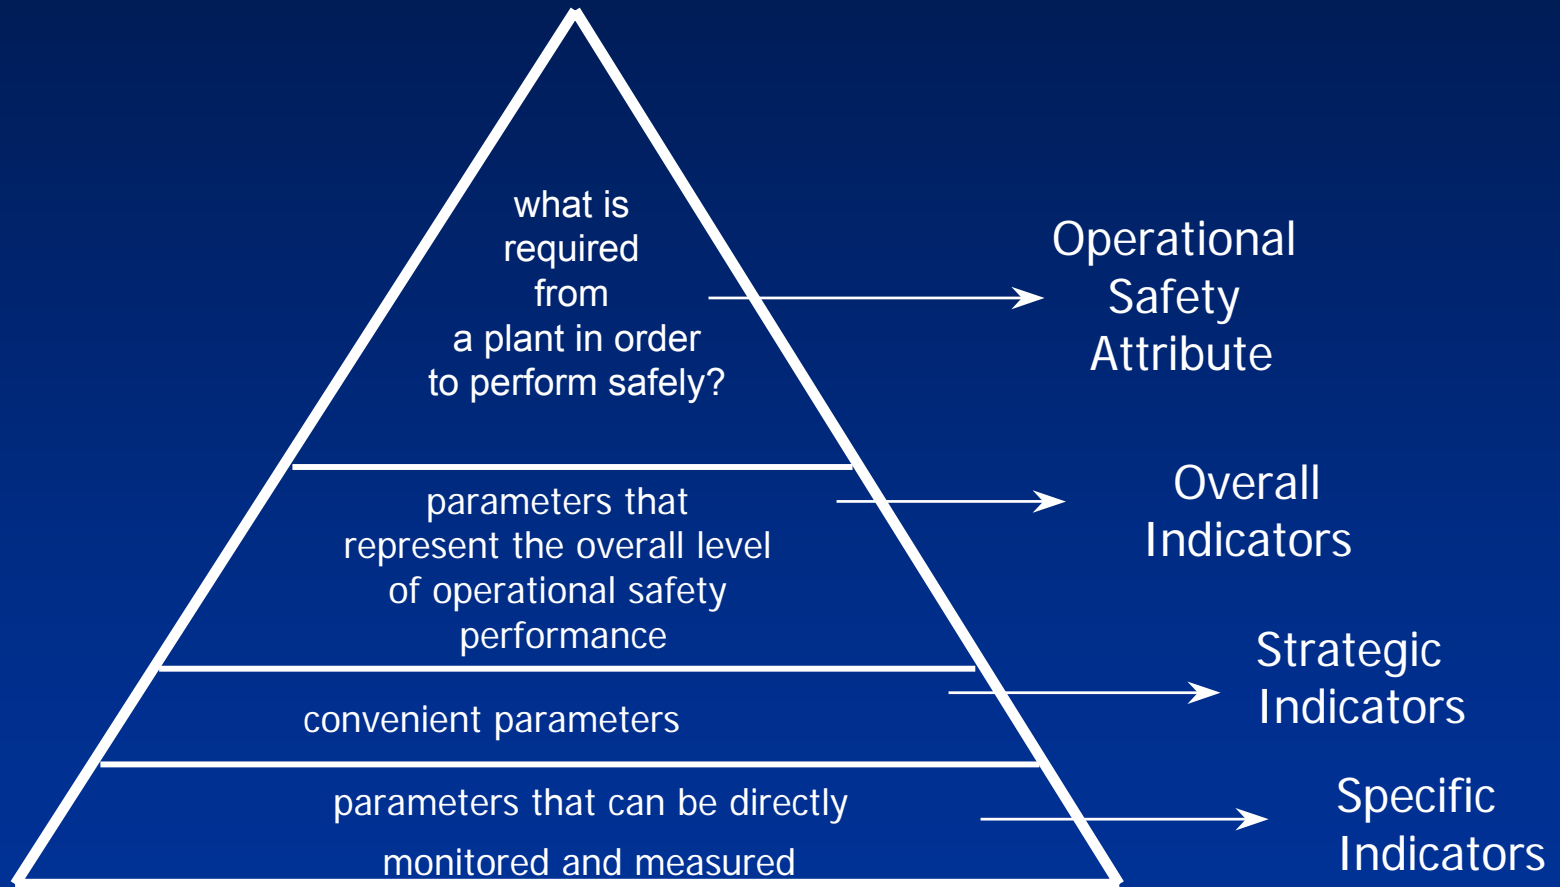 what is
required
from
a plant in order
to perform safely?
Operational
Safety
Attribute
parameters that
represent the overall level
of operational safety
performance
Overall
Indicators
convenient parameters
Strategic
Indicators
parameters that can be directly
monitored and measured
Specific
Indicators